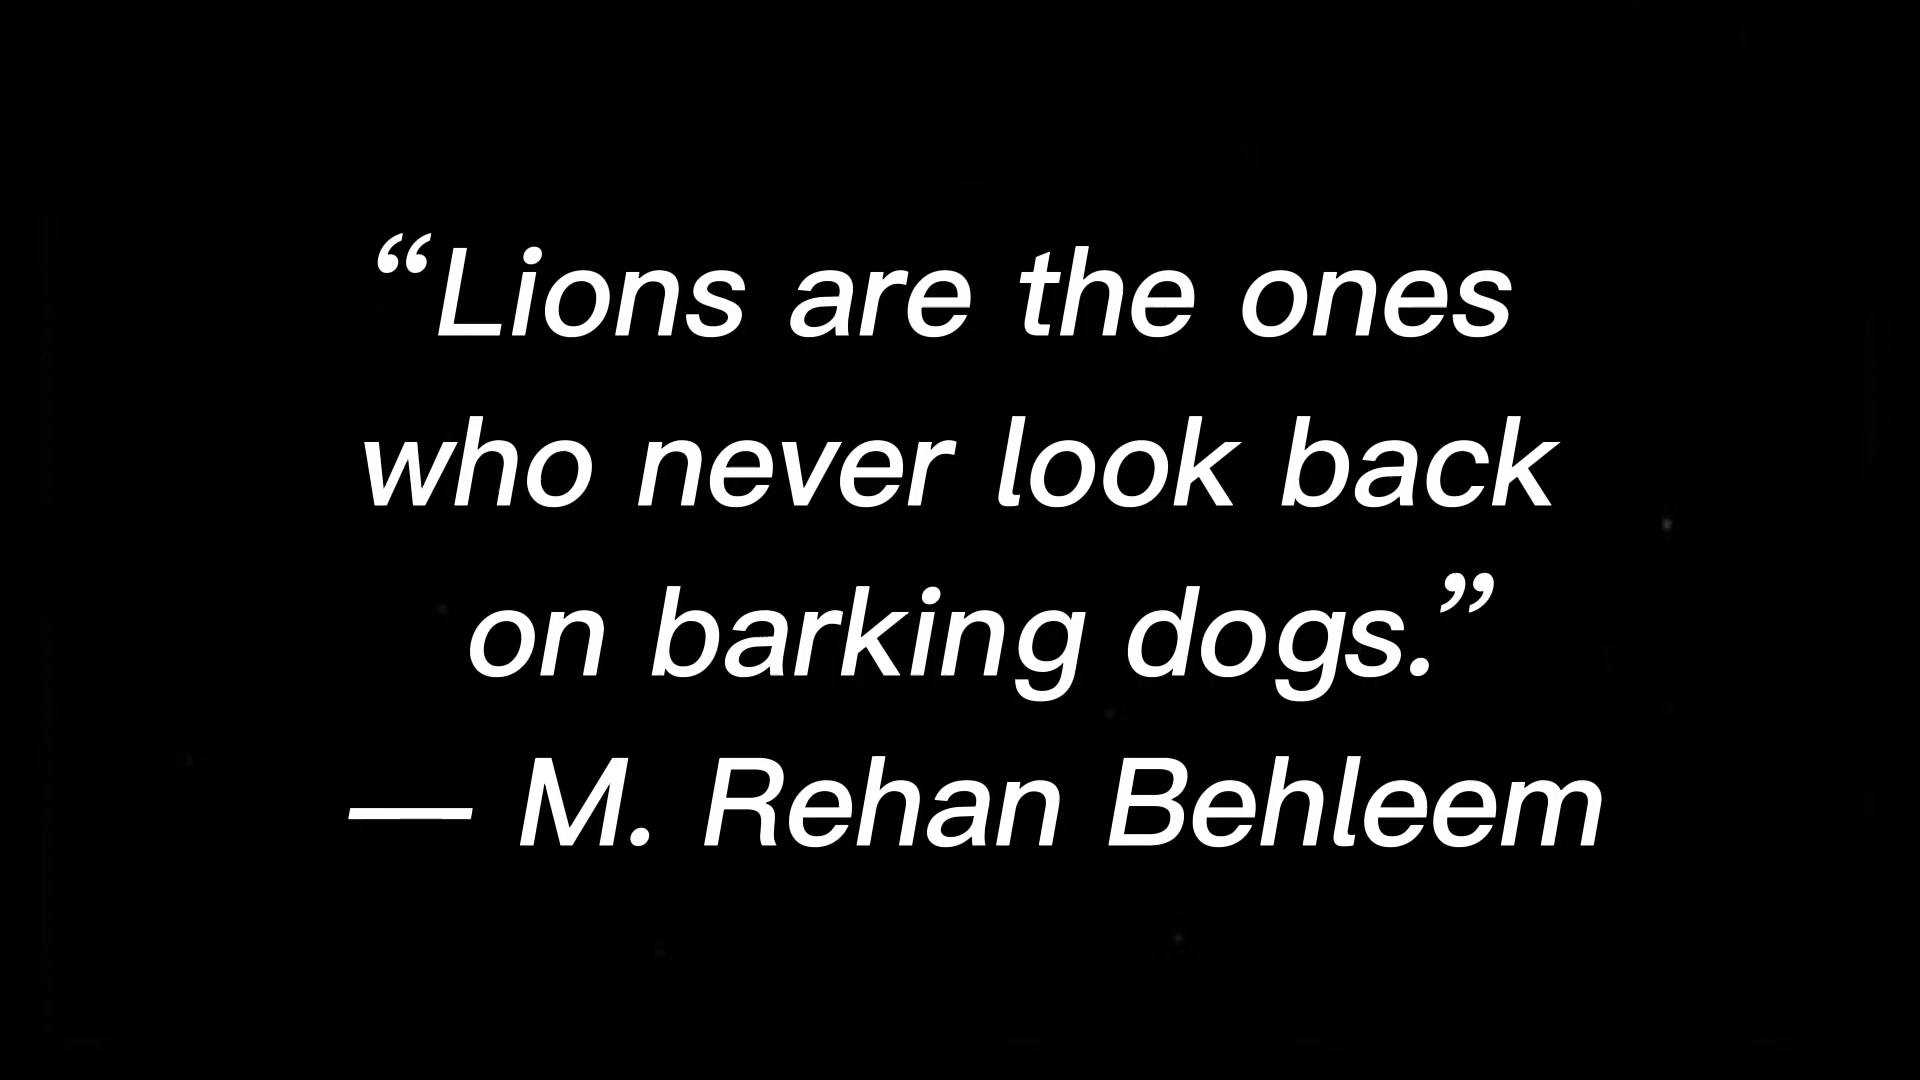 “Lions are the ones
who never look back
on barking dogs.”
— M. Rehan Behleem